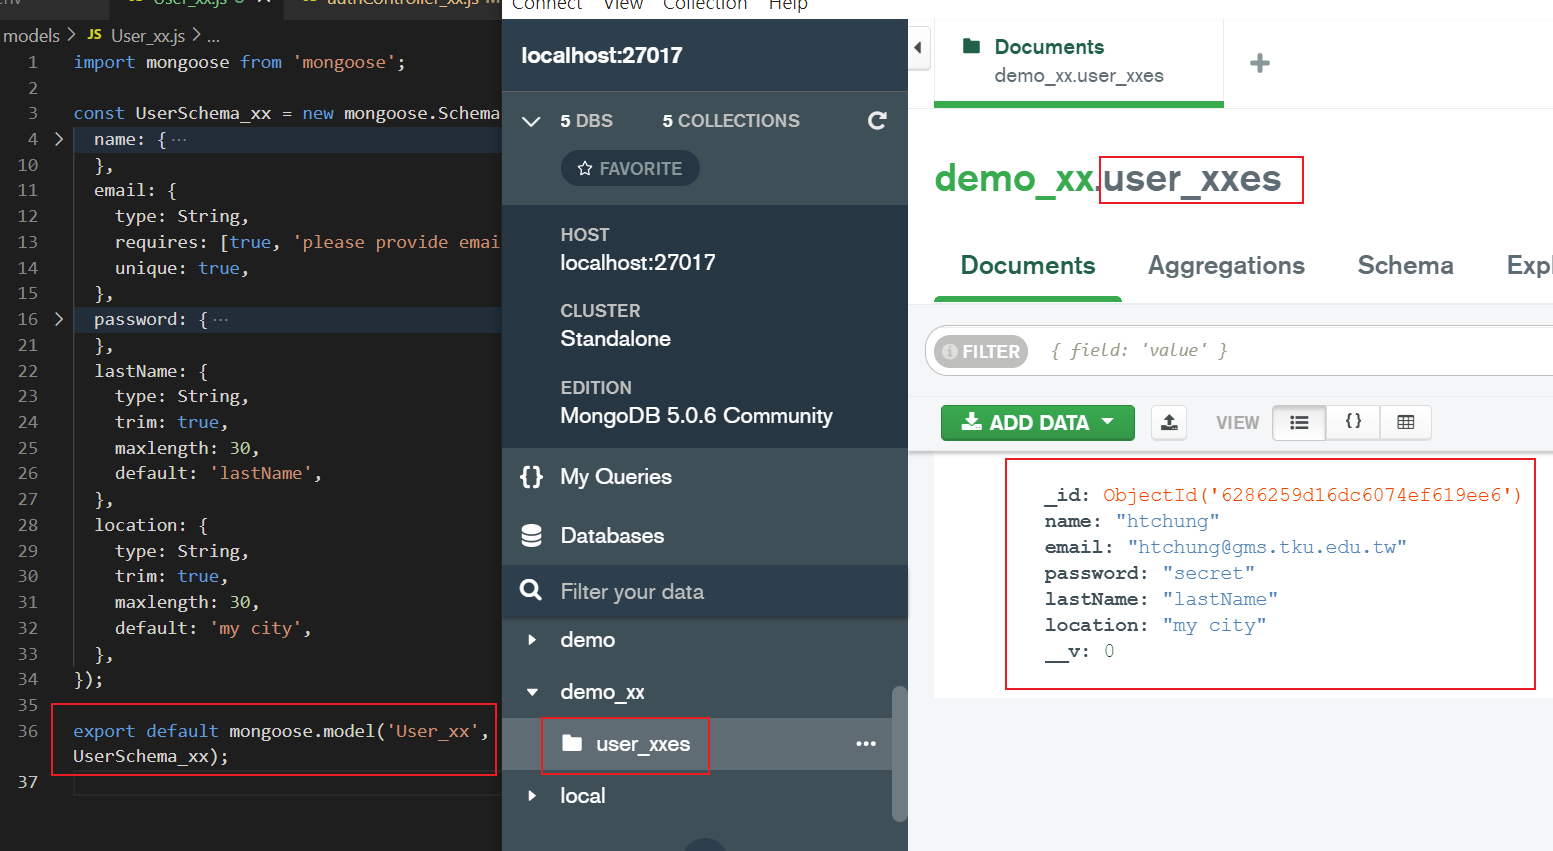 User_xx.js
authController_xx.js
models > JS User_xx.js > ...
1 import mongoose from 'mongoose';
2
3 const UserSchema_xx = new mongoose.Schema
4 > name: { ...
10 },
11 email: {
12 type: String,
13 requires: [true, 'please provide emai
14 unique: true,
15 },
16 > password: { ...
21 },
22 lastName: {
23 type: String,
24 trim: true,
25 maxlength: 30,
26 default: 'lastName',
27 },
28 location: {
29 type: String,
30 trim: true,
31 maxlength: 30,
32 default: 'my city',
33 },
34 });
35
36 export default mongoose.model('User_xx',
UserSchema_xx);
37
Connect View Collection Help
localhost:27017
5 DBS 5 COLLECTIONS
FAVORITE
HOST
localhost:27017
CLUSTER
Standalone
EDITION
MongoDB 5.0.6 Community
{} My Queries
Databases
Filter your data
demo
demo_xx
user_xxes ...
local
Documents
demo_xx.user_xxes
+
demo_xx.user_xxes
Documents Aggregations Schema Expl
FILTER { field: 'value' }
ADD DATA VIEW {}
_id: ObjectId('6286259d16dc6074ef619ee6')
name: "htchung"
email: "htchung@gms.tku.edu.tw"
password: "secret"
lastName: "lastName"
location: "my city"
__v: 0